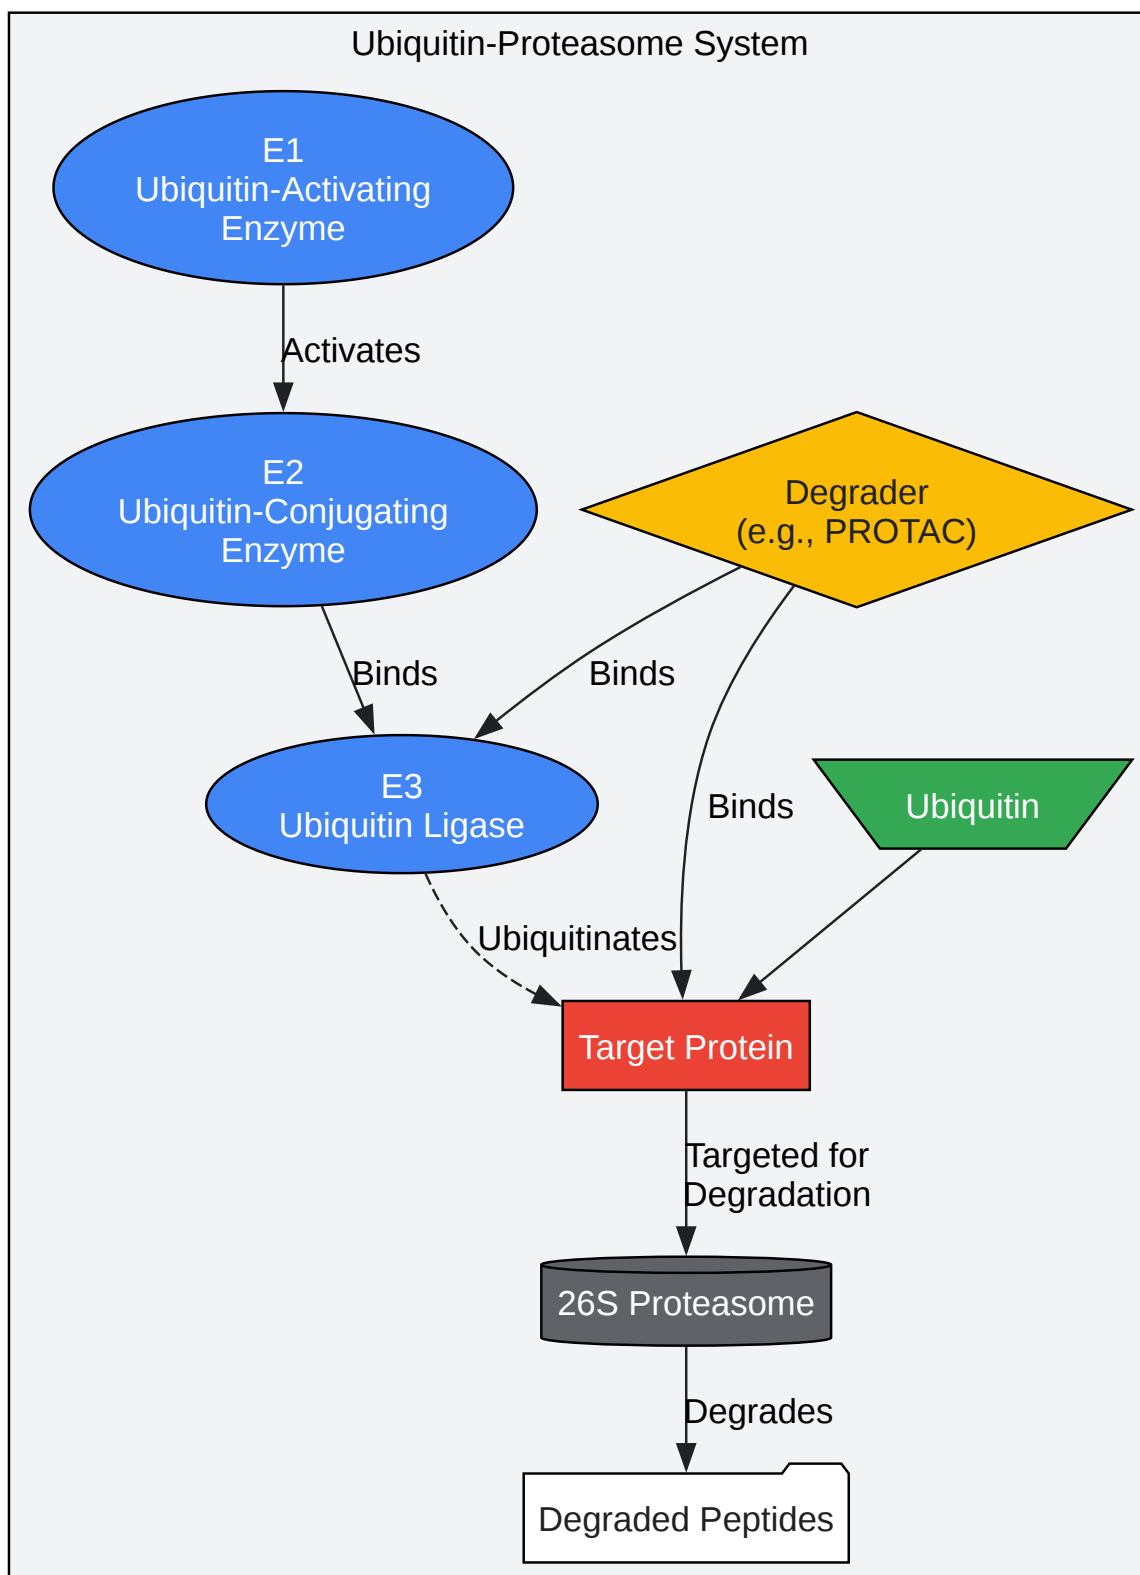 Ubiquitin-Proteasome System
E1
Ubiquitin-Activating
Enzyme
Activates
E2
Ubiquitin-Conjugating
Enzyme
Degrader
(e.g., PROTAC)
Binds
Binds
E3
Ubiquitin Ligase
Binds
Ubiquitin
Ubiquitinates
Target Protein
Targeted for
Degradation
26S Proteasome
Degrades
Degraded Peptides